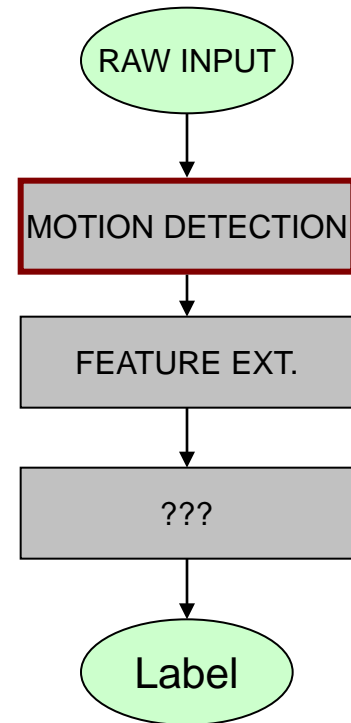 RAW INPUT
MOTION DETECTION
FEATURE EXT.
???
Label